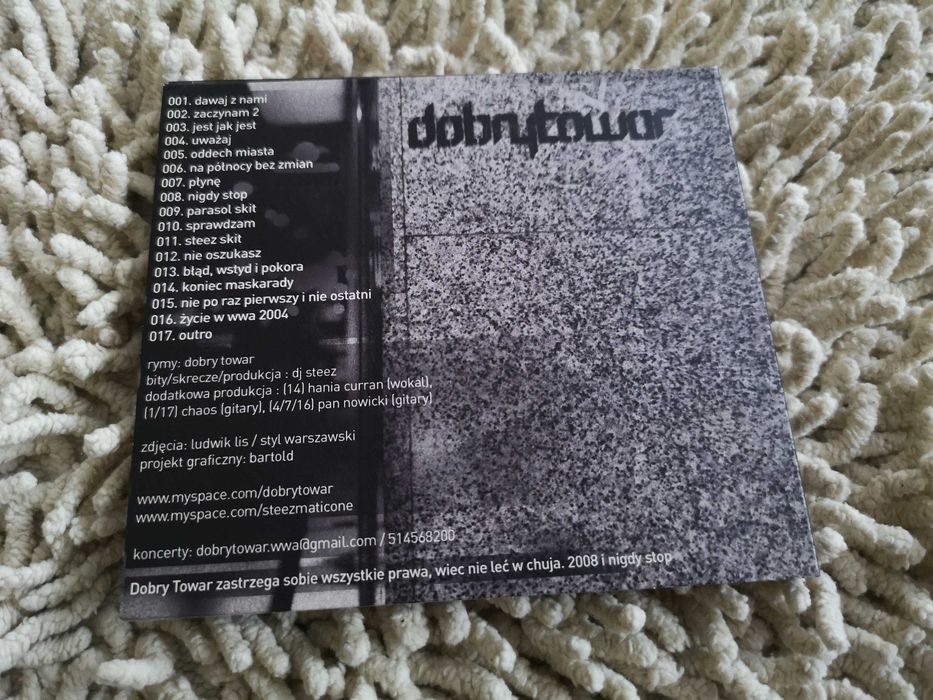 001. dawaj z nami
002. zaczynam 2
003. jest jak jest
004. uważaj
005. oddech miasta
006. na północy bez zmian
007. płynę
008. nigdy stop
009. parasol skit
010. sprawdzam
011. steez skit
012. nie oszukasz
013. błąd, wstyd i pokora
014. koniec maskarady
015. nie po raz pierwszy i nie ostatni
016. życie w wwa 2004
017. outro
rymy: dobry towar
bity/skrecze/produkcja : dj steez
dodatkowa produkcja : (14) hania curran (wokal),
(1/17) chaos (gitary), (4/7/16) pan nowicki (gitary)
zdjęcia: ludwik lis / styl warszawski
projekt graficzny: bartold
www.myspace.com/dobrytowar
www.myspace.com/steezmaticone
koncerty: dobrytowar.wwa@gmail.com / 514568200
Dobry Towar zastrzega sobie wszystkie prawa, wiec nie leć w chuja. 2008 i nigdy stop
dobrytowar